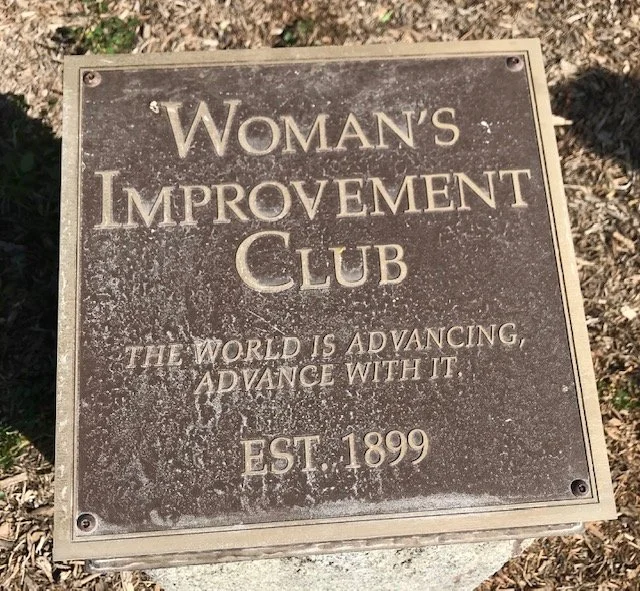 WOMAN'S
IMPROVEMENT
CLUB
THE WORLD IS ADVANCING,
ADVANCE WITH IT.
EST. 1899